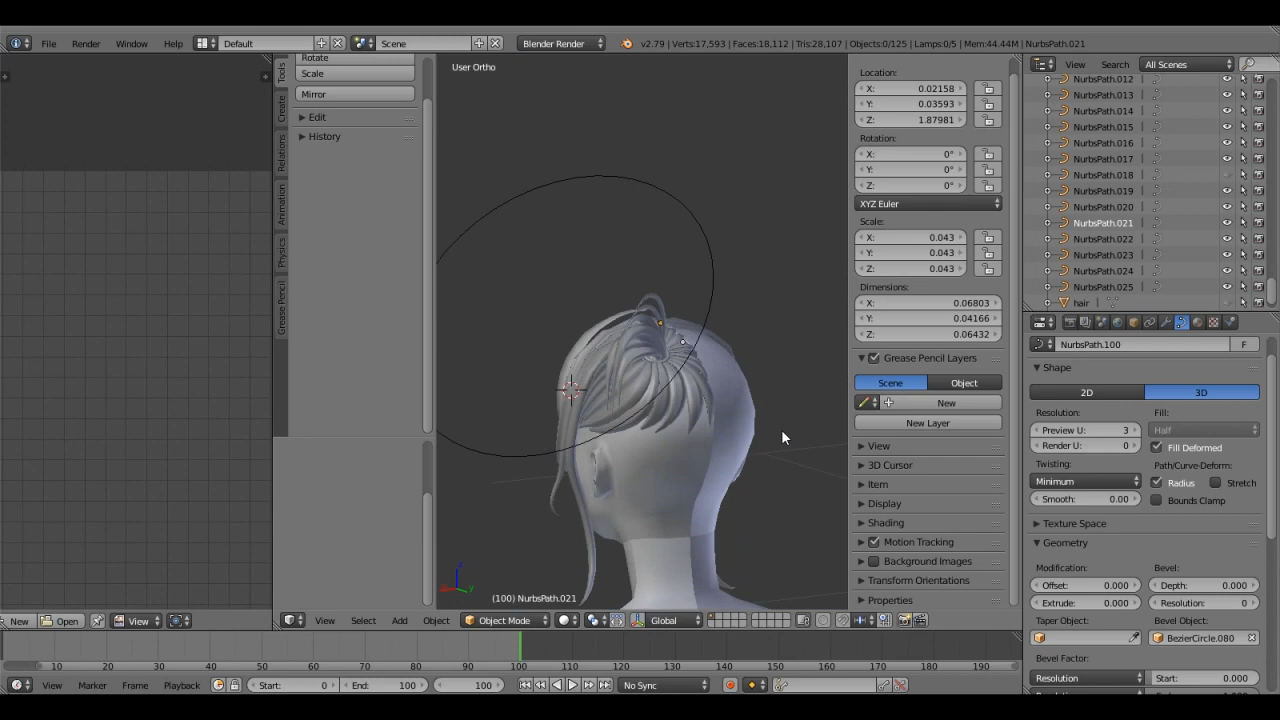 File Render Window Help Default Scene Blender Render v2.79 | Verts:17,593 | Faces:18,112 | Tris:28,107 | Objects:0/125 | Lamps:0/5 | Mem:44.44M | NurbsPath.021
Rotate
Scale
Mirror
Edit
History
Tools
Create
Relations
Animation
Physics
Grease Pencil
User Ortho
(100) NurbsPath.021
Location:
X: 0.02158
Y: 0.03593
Z: 1.87981
Rotation:
X: 0°
Y: 0°
Z: 0°
XYZ Euler
Scale:
X: 0.043
Y: 0.043
Z: 0.043
Dimensions:
X: 0.06803
Y: 0.04166
Z: 0.06432
Grease Pencil Layers
Scene Object
New
New Layer
View
3D Cursor
Item
Display
Shading
Motion Tracking
Background Images
Transform Orientations
Properties
View Search All Scenes
NurbsPath.012
NurbsPath.013
NurbsPath.014
NurbsPath.015
NurbsPath.016
NurbsPath.017
NurbsPath.018
NurbsPath.019
NurbsPath.020
NurbsPath.021
NurbsPath.022
NurbsPath.023
NurbsPath.024
NurbsPath.025
hair
NurbsPath.100 F
Shape
2D 3D
Resolution: Fill:
Preview U: 3 Half
Render U: 0 Fill Deformed
Twisting: Path/Curve-Deform:
Minimum Radius Stretch
Smooth: 0.00 Bounds Clamp
Texture Space
Geometry
Modification: Bevel:
Offset: 0.000 Depth: 0.000
Extrude: 0.000 Resolution: 0
Taper Object: Bevel Object:
BezierCircle.080
Bevel Factor:
Resolution Start: 0.000
New Open View
View Select Add Object Object Mode Global
10 20 30 40 50 60 70 80 90 100 110 120 130 140 150 160 170 180 190
View Marker Frame Playback Start: 0 End: 100 100 No Sync